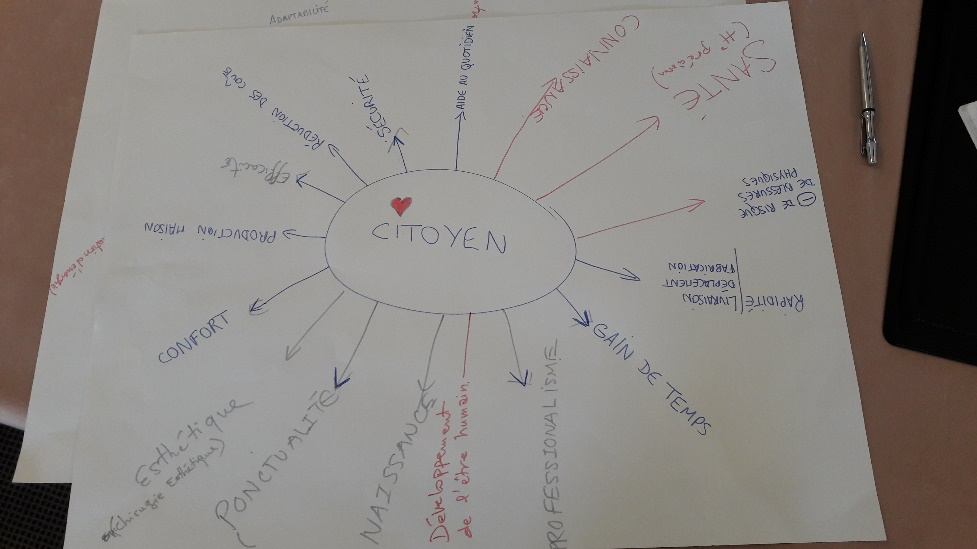 ADAPTABILITÉ
CITOYEN
AIDE AU QUOTIDIEN
CONNAISSANCE
SANTÉ
DE RISQUE
DE BLESSURES
PHYSIQUES
RAPIDITÉ
LIVRAISON
DÉPLACEMENT
FABRICATION
GAIN DE TEMPS
PROFESSIONALISME
Développement
de l'être humain.
NAISSANCE
PONCTUALITÉ
Esthétique
(chirurgie Esthétique)
CONFORT
PRODUCTION MAISON
Efficacité
RÉDUCTION DES COÛTS
SÉCURITÉ